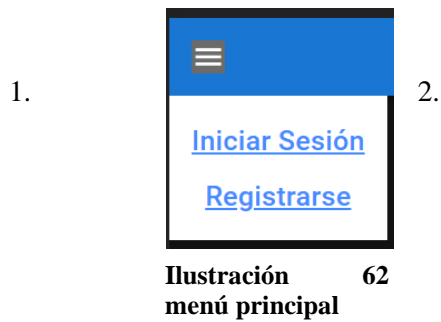 1.
2.
Iniciar Sesión
Registrarse
Ilustración 62
menú principal